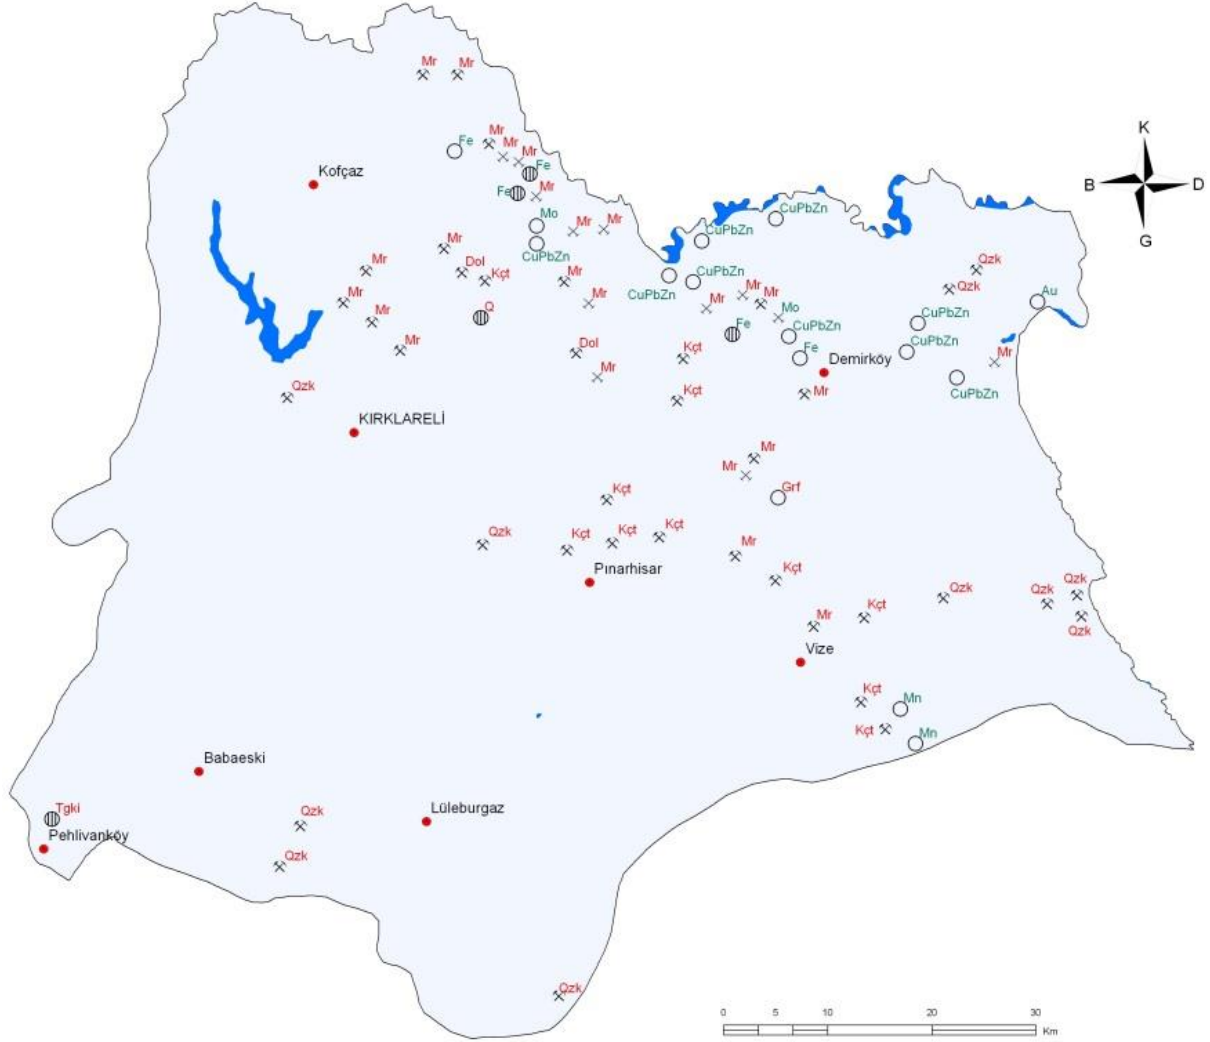 Mr
Mr
K
Mr
Fe
Mr
Mr
Fe
Kofçaz
B
D
Fe
Mr
Mo
Mr
Mr
CuPbZn
CuPbZn
G
Mr
CuPbZn
Mr
Dol
Kçt
Mr
CuPbZn
CuPbZn
Qzk
Qzk
Au
Mr
Mr
Q
Mr
Mr
Mr
Mo
CuPbZn
Mr
Fe
CuPbZn
Mr
Dol
Kçt
Fe
CuPbZn
Mr
Mr
Demirköy
Qzk
Kçt
Mr
CuPbZn
KIRKLARELİ
Mr
Mr
Kçt
Grf
Qzk
Kçt
Kçt
Kçt
Mr
Pınarhisar
Kçt
Qzk
Qzk
Qzk
Mr
Kçt
Qzk
Vize
Kçt
Mn
Kçt
Mn
Babaeski
Tgki
Qzk
Lüleburgaz
Pehlivanköy
Qzk
Qzk
0 5 10 20 30
Km